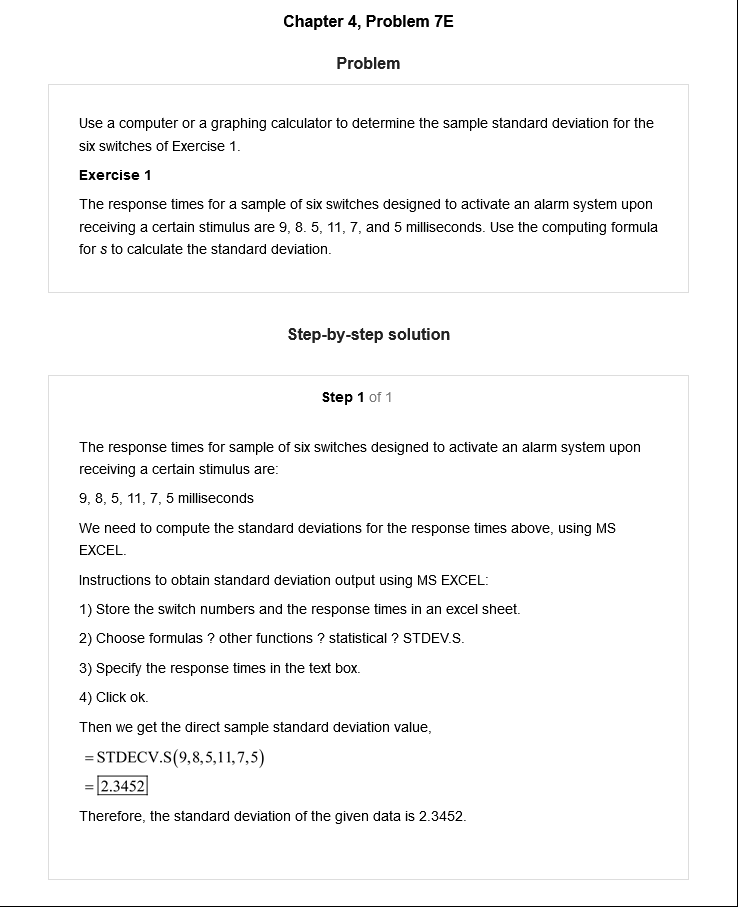 Chapter 4, Problem 7E
Problem
Use a computer or a graphing calculator to determine the sample standard deviation for the
six switches of Exercise 1.
Exercise 1
The response times for a sample of six switches designed to activate an alarm system upon
receiving a certain stimulus are 9, 8. 5, 11, 7, and 5 milliseconds. Use the computing formula
for s to calculate the standard deviation.
Step-by-step solution
Step 1 of 1
The response times for sample of six switches designed to activate an alarm system upon
receiving a certain stimulus are:
9, 8, 5, 11, 7, 5 milliseconds
We need to compute the standard deviations for the response times above, using MS
EXCEL.
Instructions to obtain standard deviation output using MS EXCEL:
1) Store the switch numbers and the response times in an excel sheet.
2) Choose formulas ? other functions ? statistical ? STDEV.S.
3) Specify the response times in the text box.
4) Click ok.
Then we get the direct sample standard deviation value,
=STDECV.S(9,8,5,11,7,5)
=2.3452
Therefore, the standard deviation of the given data is 2.3452.